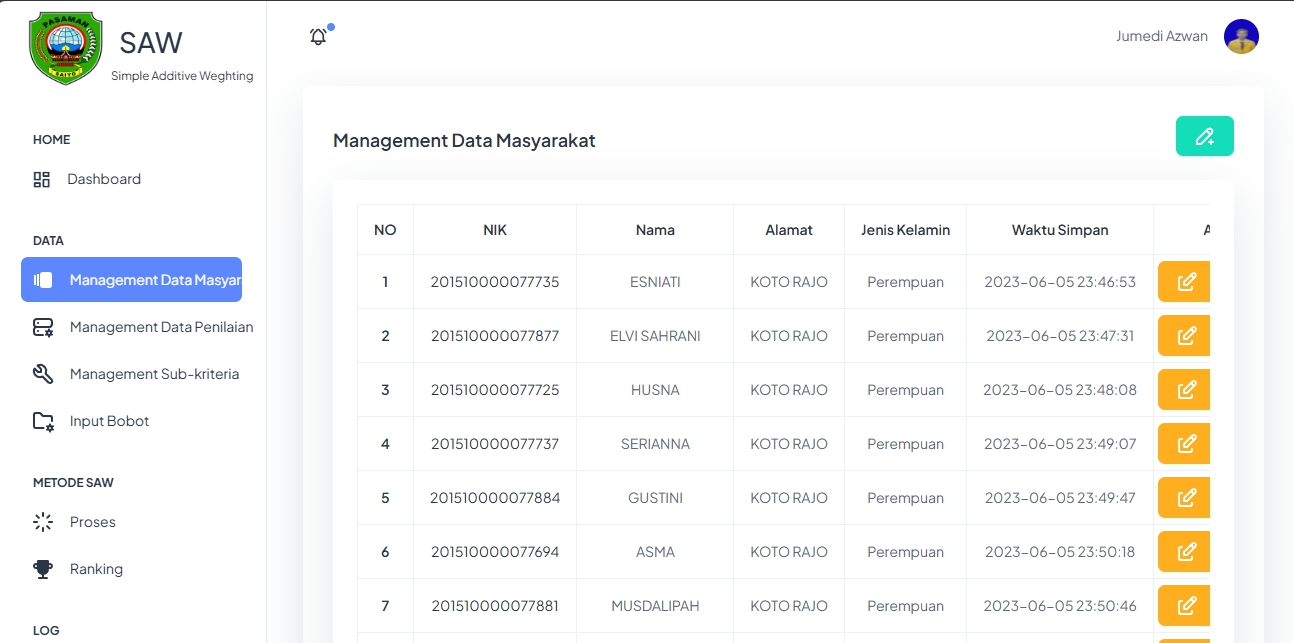 PASAMAN
SAIYO
SAW
Simple Additive Weghting
Jumedi Azwan
HOME
Dashboard
DATA
Management Data Masyar
Management Data Penilaian
Management Sub-kriteria
Input Bobot
METODE SAW
Proses
Ranking
LOG
Management Data Masyarakat
NO NIK Nama Alamat Jenis Kelamin Waktu Simpan A
1 201510000077735 ESNIATI KOTO RAJO Perempuan 2023-06-05 23:46:53
2 201510000077877 ELVI SAHRANI KOTO RAJO Perempuan 2023-06-05 23:47:31
3 201510000077725 HUSNA KOTO RAJO Perempuan 2023-06-05 23:48:08
4 201510000077737 SERIANNA KOTO RAJO Perempuan 2023-06-05 23:49:07
5 201510000077884 GUSTINI KOTO RAJO Perempuan 2023-06-05 23:49:47
6 201510000077694 ASMA KOTO RAJO Perempuan 2023-06-05 23:50:18
7 201510000077881 MUSDALIPAH KOTO RAJO Perempuan 2023-06-05 23:50:46